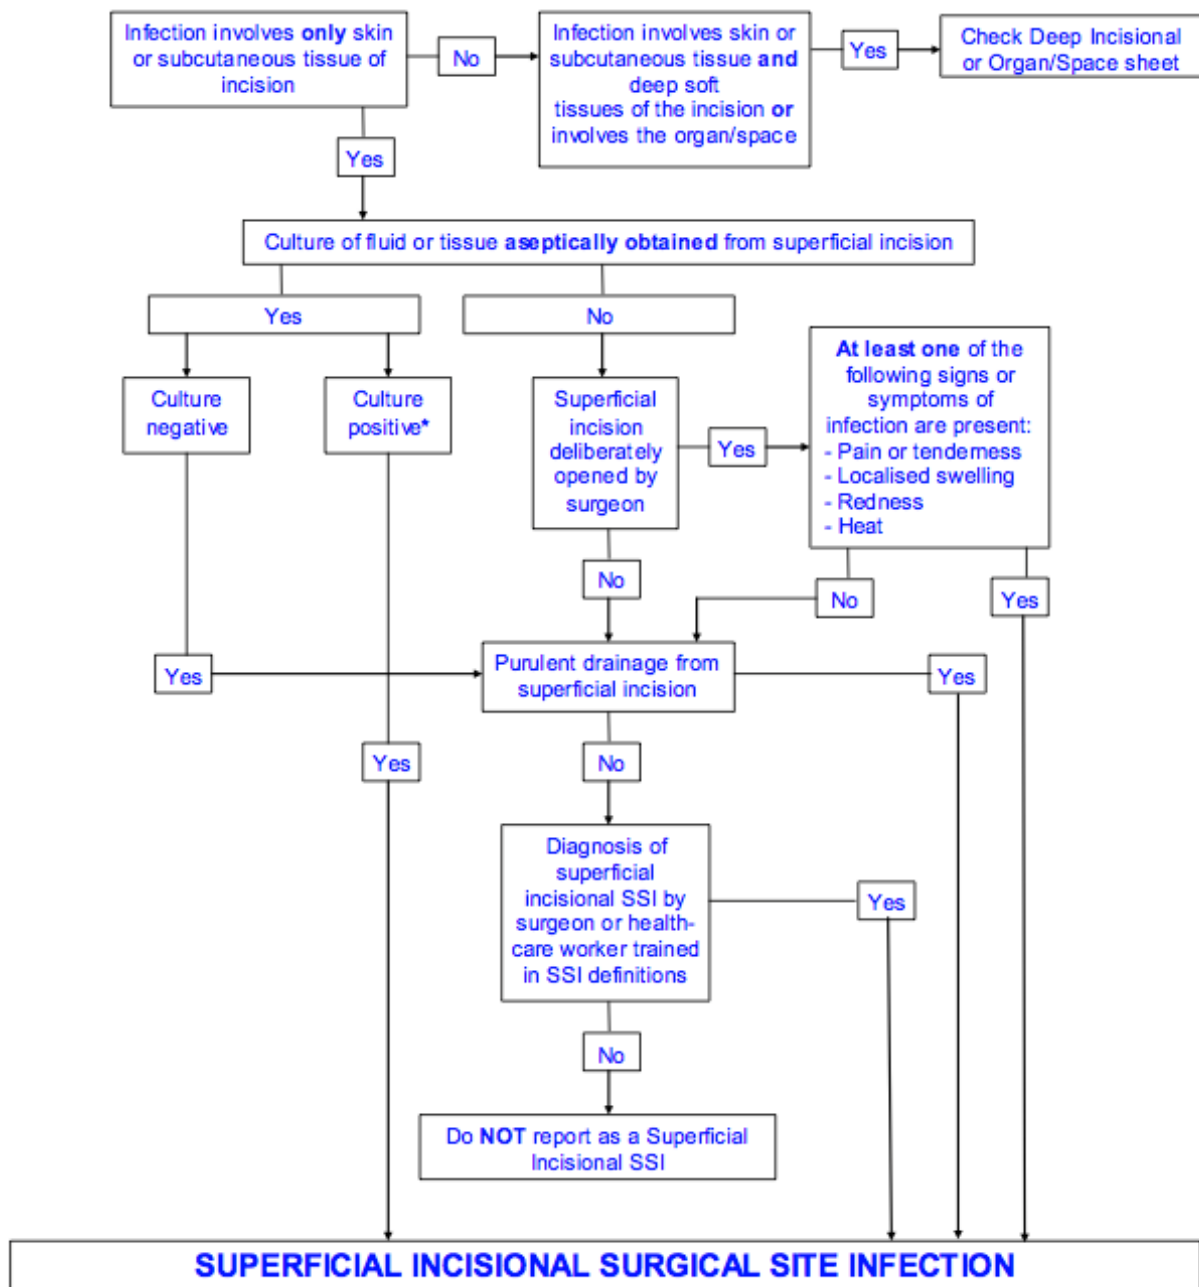 Infection involves only skin
or subcutaneous tissue of
incision
No
Infection involves skin or
subcutaneous tissue and
deep soft
tissues of the incision or
involves the organ/space
Yes
Check Deep Incisional
or Organ/Space sheet
Yes
Culture of fluid or tissue aseptically obtained from superficial incision
Yes
No
Culture
negative
Culture
positive*
Superficial
incision
deliberately
opened by
surgeon
Yes
At least one of the
following signs or
symptoms of
infection are present:
- Pain or tenderness
- Localised swelling
- Redness
- Heat
No
No
Yes
Yes
Purulent drainage from
superficial incision
Yes
Yes
No
Diagnosis of
superficial
incisional SSI by
surgeon or health-
care worker trained
in SSI definitions
Yes
No
Do NOT report as a Superficial
Incisional SSI
SUPERFICIAL INCISIONAL SURGICAL SITE INFECTION